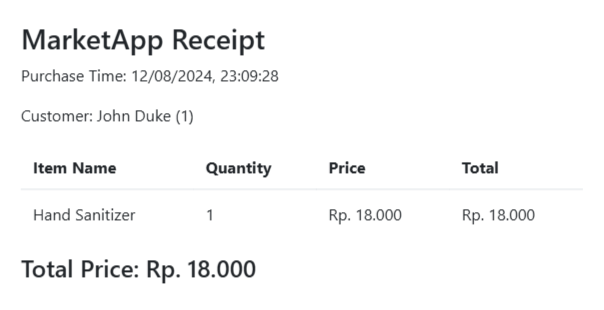 MarketApp Receipt
Purchase Time: 12/08/2024, 23:09:28
Customer: John Duke (1)
Item Name Quantity Price Total
Hand Sanitizer 1 Rp. 18.000 Rp. 18.000
Total Price: Rp. 18.000